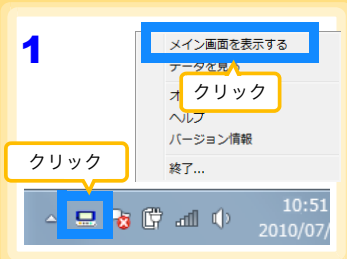 1
メイン画面を表示する
データを見る
クリック
ヘルプ
バージョン情報
クリック
終了...
10:51
2010/07/